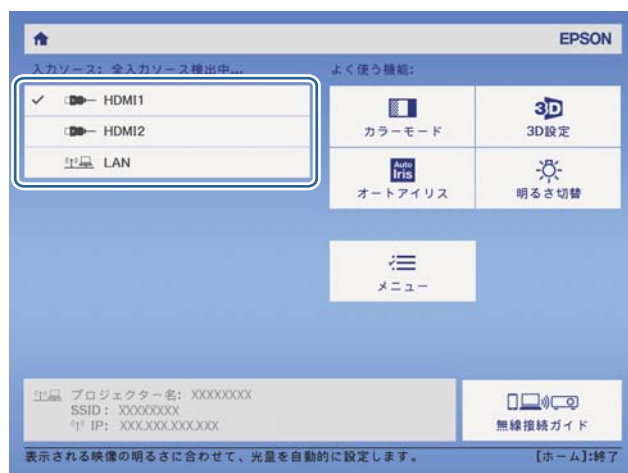 EPSON
入力ソース: 全入力ソース検出中...
HDMI1
HDMI2
LAN
よく使う機能:
カラーモード
3D
3D設定
Auto Iris
オートアイリス
明るさ切替
メニュー
プロジェクター名: XXXXXXXX
SSID : XXXXXXXX
IP: XXX.XXX.XXX.XXX
無線接続ガイド
表示される映像の明るさに合わせて、光量を自動的に設定します。
[ホーム]:終了